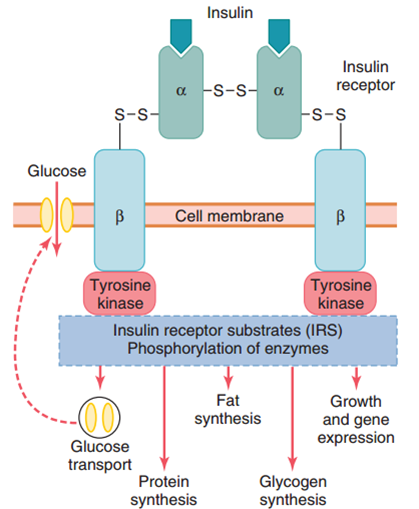 Insulin
Insulin
receptor
α
-S-S-
α
S-S-
-S-S
Glucose
β
Cell membrane
β
Tyrosine
kinase
Tyrosine
kinase
Insulin receptor substrates (IRS)
Phosphorylation of enzymes
Glucose
transport
Protein
synthesis
Fat
synthesis
Glycogen
synthesis
Growth
and gene
expression